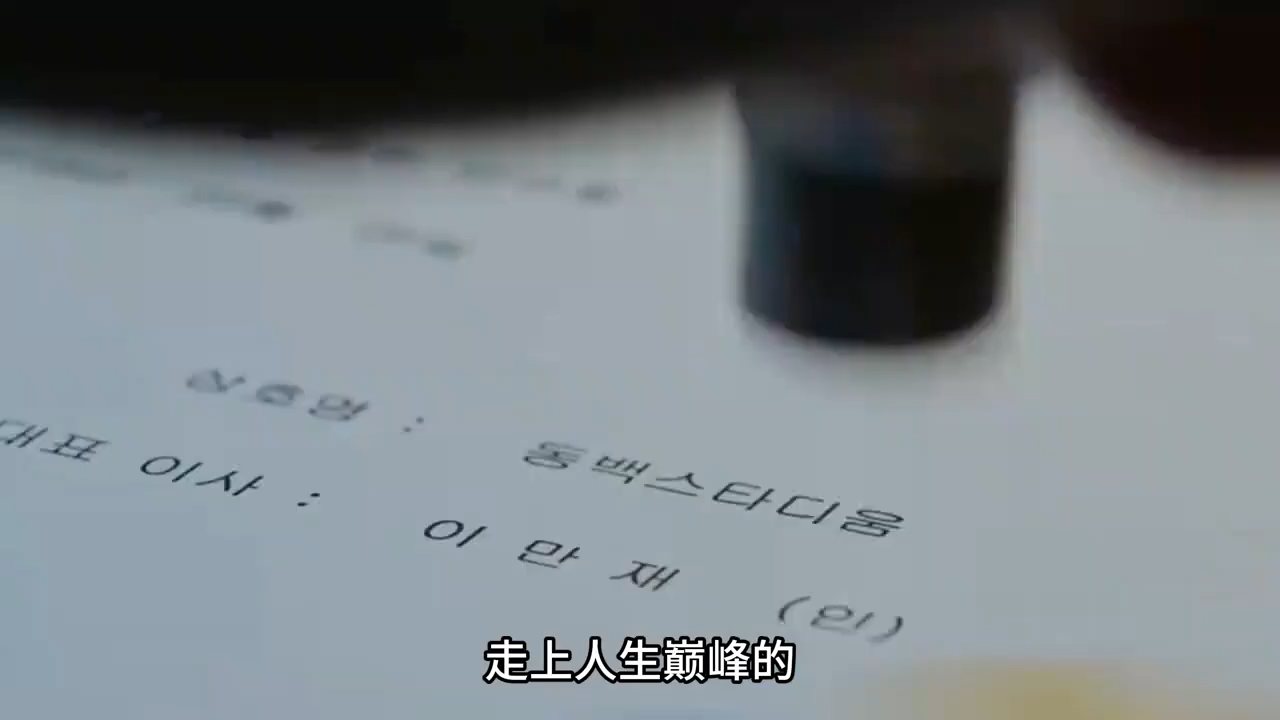 상호명 : 동백스타디움
대표 이사 : 이 만 재 (인)
走上人生巅峰的